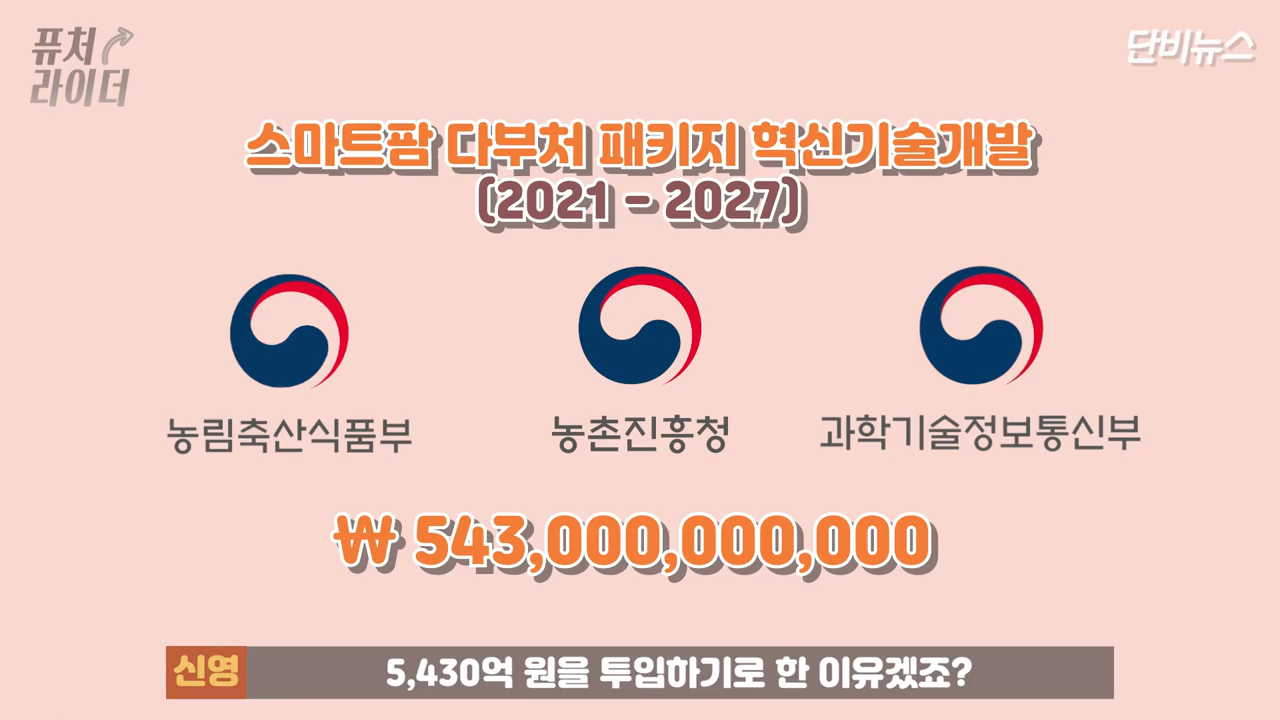 퓨처
라이더
단비뉴스
스마트팜 다부처 패키지 혁신기술개발
(2021 - 2027)
농림축산식품부
농촌진흥청
과학기술정보통신부
₩ 543,000,000,000
신영
5,430억 원을 투입하기로 한 이유겠죠?